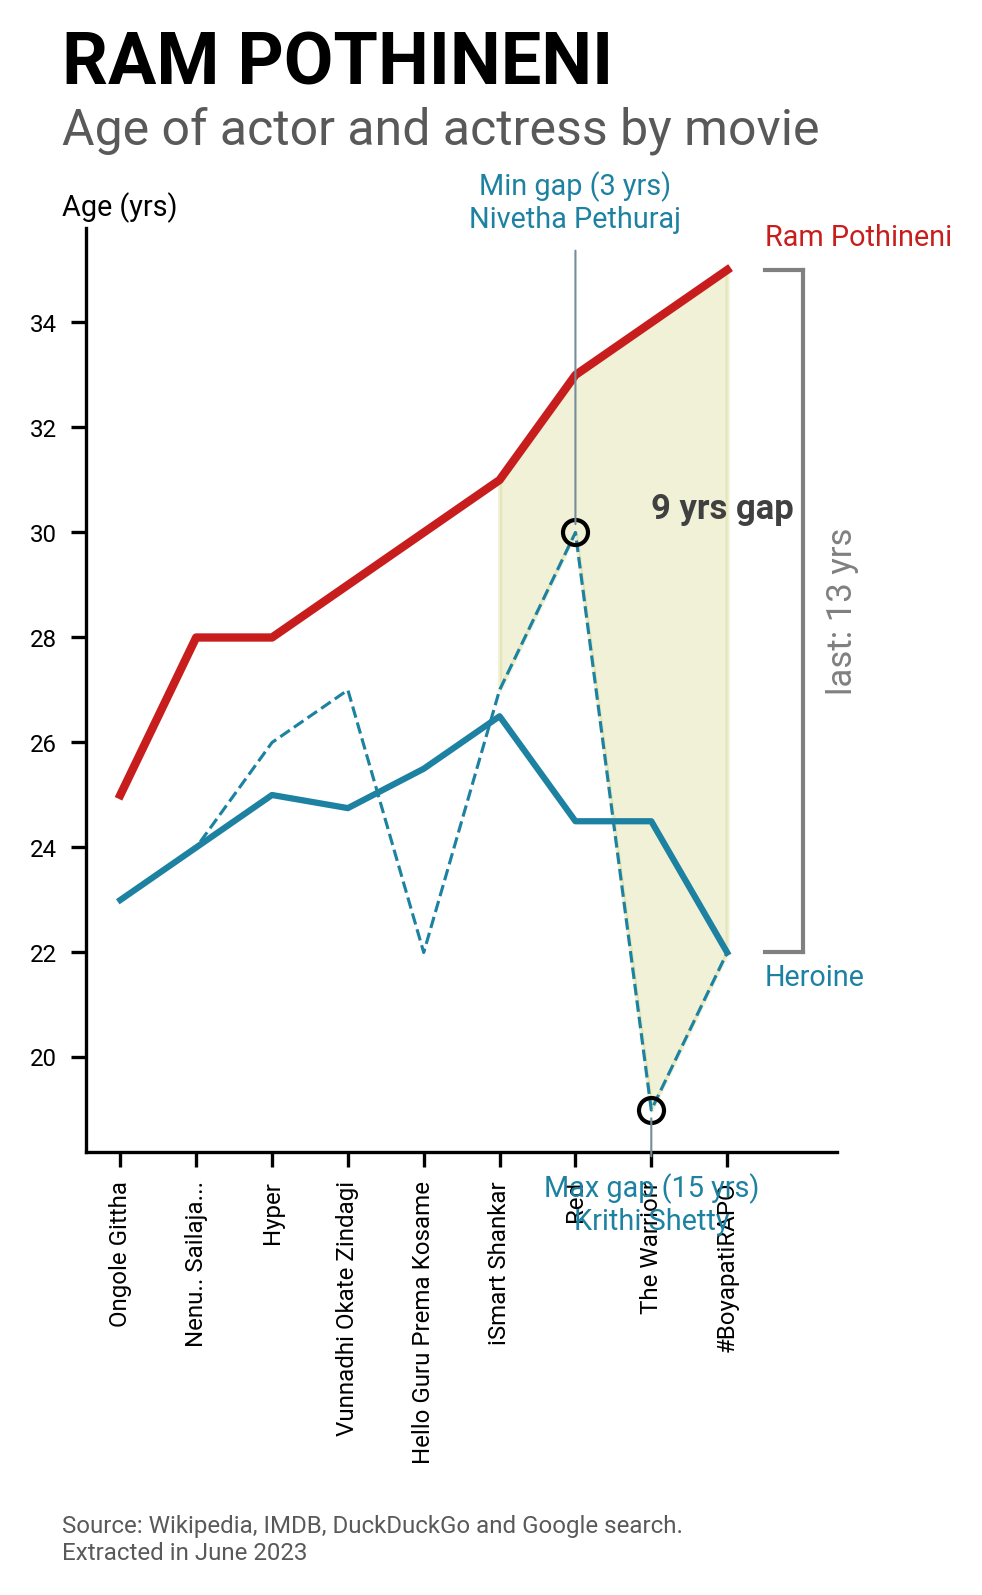 RAM POTHINENI
Age of actor and actress by movie
Min gap (3 yrs)
Nivetha Pethuraj
Age (yrs)
Ram Pothineni
34
32
30
28
26
24
22
20
9 yrs gap
last: 13 yrs
Heroine
Max gap (15 yrs)
Krithi Shetty
Ongole Gittha
Nenu.. Sailaja...
Hyper
Vunnadhi Okate Zindagi
Hello Guru Prema Kosame
iSmart Shankar
Red
The Warriorr
#BoyapatiRAPO
Source: Wikipedia, IMDB, DuckDuckGo and Google search.
Extracted in June 2023